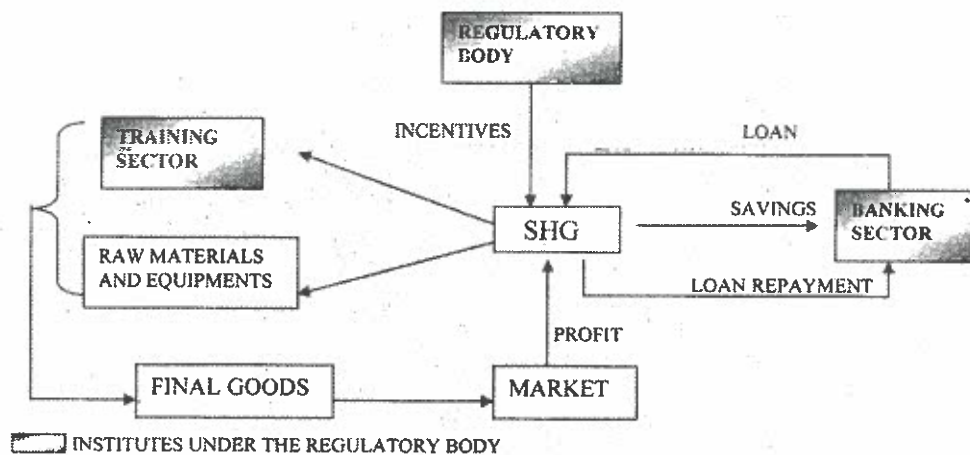 REGULATORY
BODY
INCENTIVES
LOAN
TRAINING
SECTOR
SHG
SAVINGS
BANKING
SECTOR
RAW MATERIALS
AND EQUIPMENTS
LOAN REPAYMENT
PROFIT
FINAL GOODS
MARKET
INSTITUTES UNDER THE REGULATORY BODY